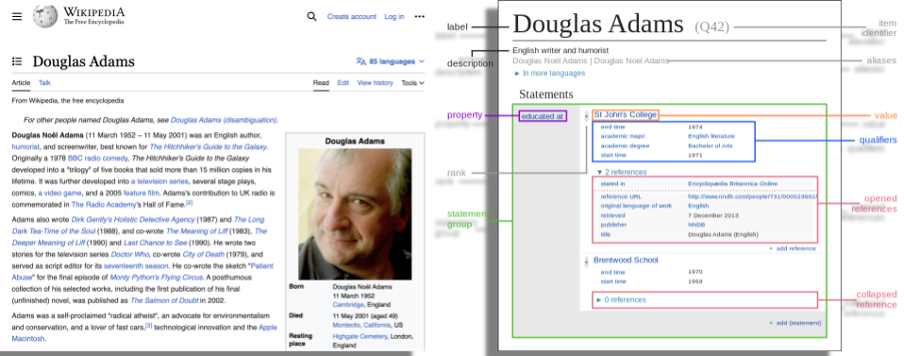 WIKIPEDIA
The Free Encyclopedia
Create account Log in
Douglas Adams
85 languages
Article Talk
Read Edit View history Tools
From Wikipedia, the free encyclopedia
For other people named Douglas Adams, see Douglas Adams (disambiguation).
Douglas Noël Adams (11 March 1952 – 11 May 2001) was an English author,
humorist, and screenwriter, best known for The Hitchhiker's Guide to the Galaxy.
Originally a 1978 BBC radio comedy, The Hitchhiker's Guide to the Galaxy
developed into a "trilogy" of five books that sold more than 15 million copies in his
lifetime. It was further developed into a television series, several stage plays,
comics, a video game, and a 2005 feature film. Adams's contribution to UK radio is
commemorated in The Radio Academy's Hall of Fame.[2]
Adams also wrote Dirk Gently's Holistic Detective Agency (1987) and The Long
Dark Tea-Time of the Soul (1988), and co-wrote The Meaning of Liff (1983), The
Deeper Meaning of Liff (1990) and Last Chance to See (1990). He wrote two
stories for the television series Doctor Who, co-wrote City of Death (1979), and
served as script editor for its seventeenth season. He co-wrote the sketch "Patient
Abuse" for the final episode of Monty Python's Flying Circus. A posthumous
collection of his selected works, including the first publication of his final
(unfinished) novel, was published as The Salmon of Doubt in 2002.
Adams was a self-proclaimed "radical atheist", an advocate for environmentalism
and conservation, and a lover of fast cars,[3] technological innovation and the Apple
Macintosh.
Douglas Adams
Born Douglas Noël Adams
11 March 1952
Cambridge, England
Died 11 May 2001 (aged 49)
Montecito, California, US
Resting place Highgate Cemetery, London,
England
label
description
property
rank
statement
group
Douglas Adams (Q42)
English writer and humorist
Douglas Noël Adams | Douglas Noel Adams
In more languages
Statements
educated at
St John's College
end time 1974
academic major English literature
academic degree Bachelor of Arts
start time 1971
2 references
stated in Encyclopædia Britannica Online
reference URL
original language of work English
retrieved 7 December 2013
publisher NNDB
title Douglas Adams (English)
+ add reference
Brentwood School
end time 1970
start time 1959
0 references
+ add (statement)
item
identifier
aliases
value
qualifiers
opened
references
collapsed
reference